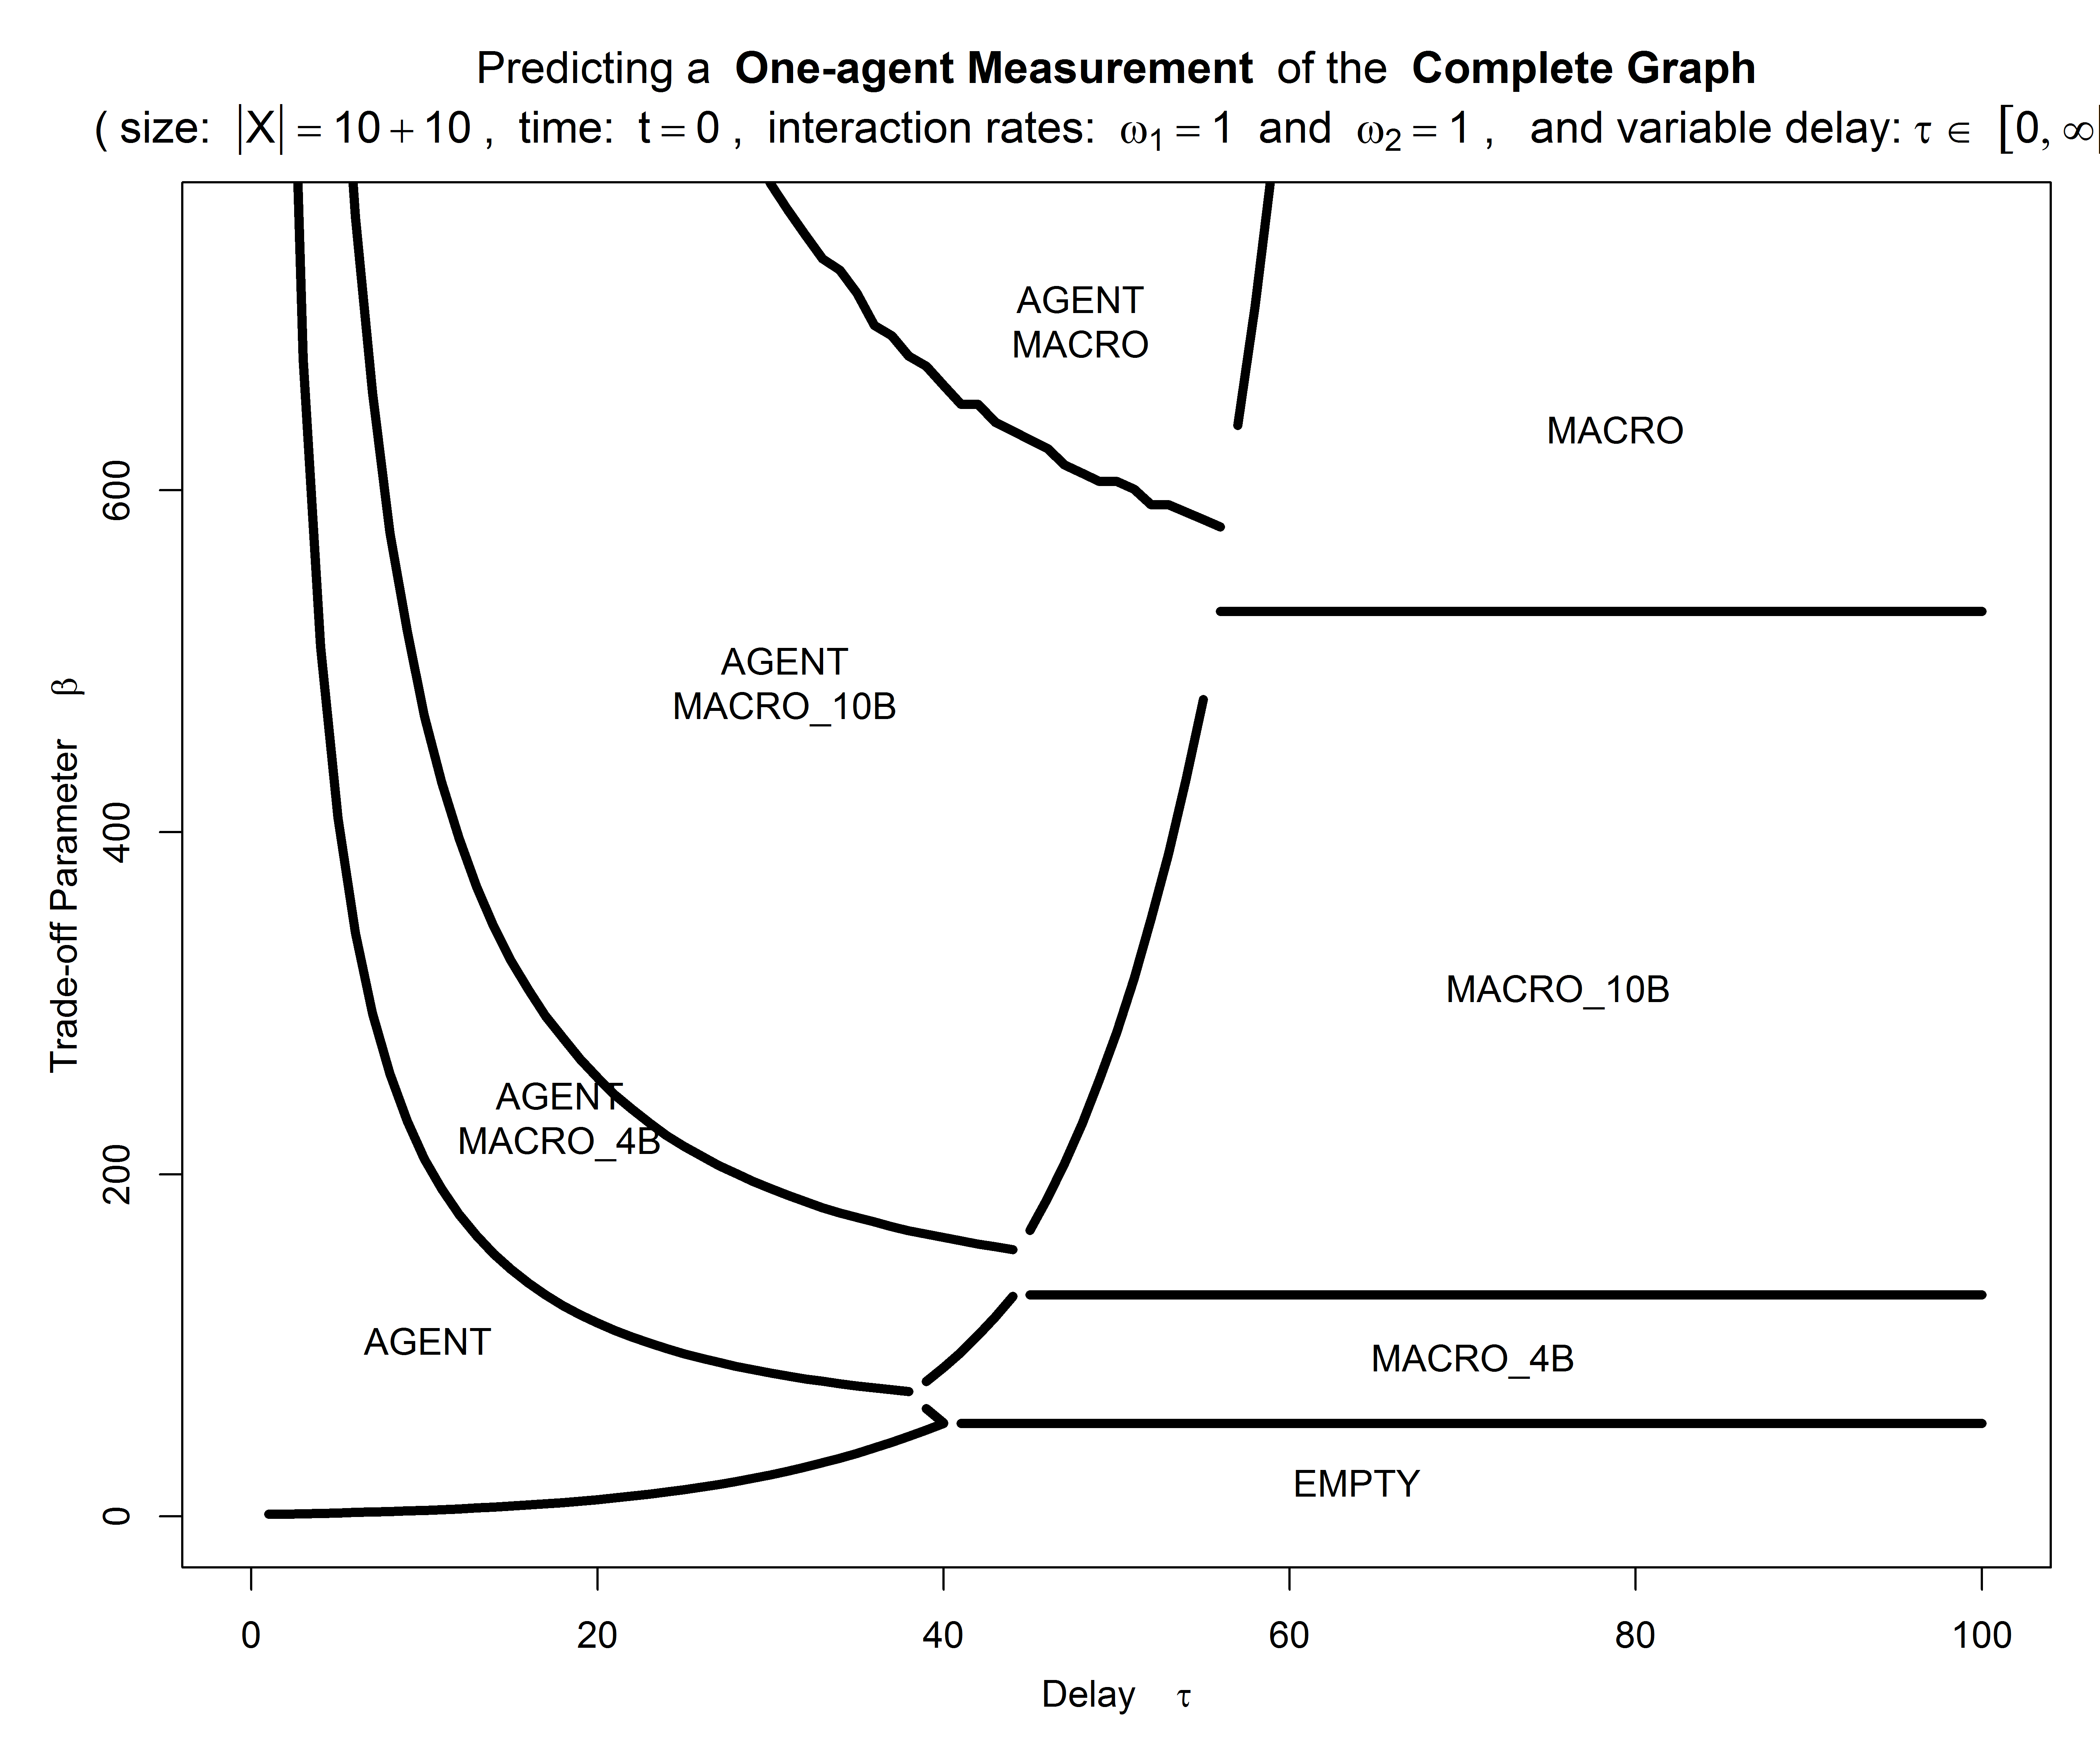 Predicting a One-agent Measurement of the Complete Graph
( size: |X| = 10 + 10 , time: t = 0 , interaction rates: ω1 = 1 and ω2 = 1 , and variable delay: τ ∈ [0, ∞[
AGENT
MACRO
MACRO
600
AGENT
MACRO_10B
Trade-off Parameter β
400
MACRO_10B
AGENT
MACRO_4B
200
AGENT
MACRO_4B
EMPTY
0
0 20 40 60 80 100
Delay τ